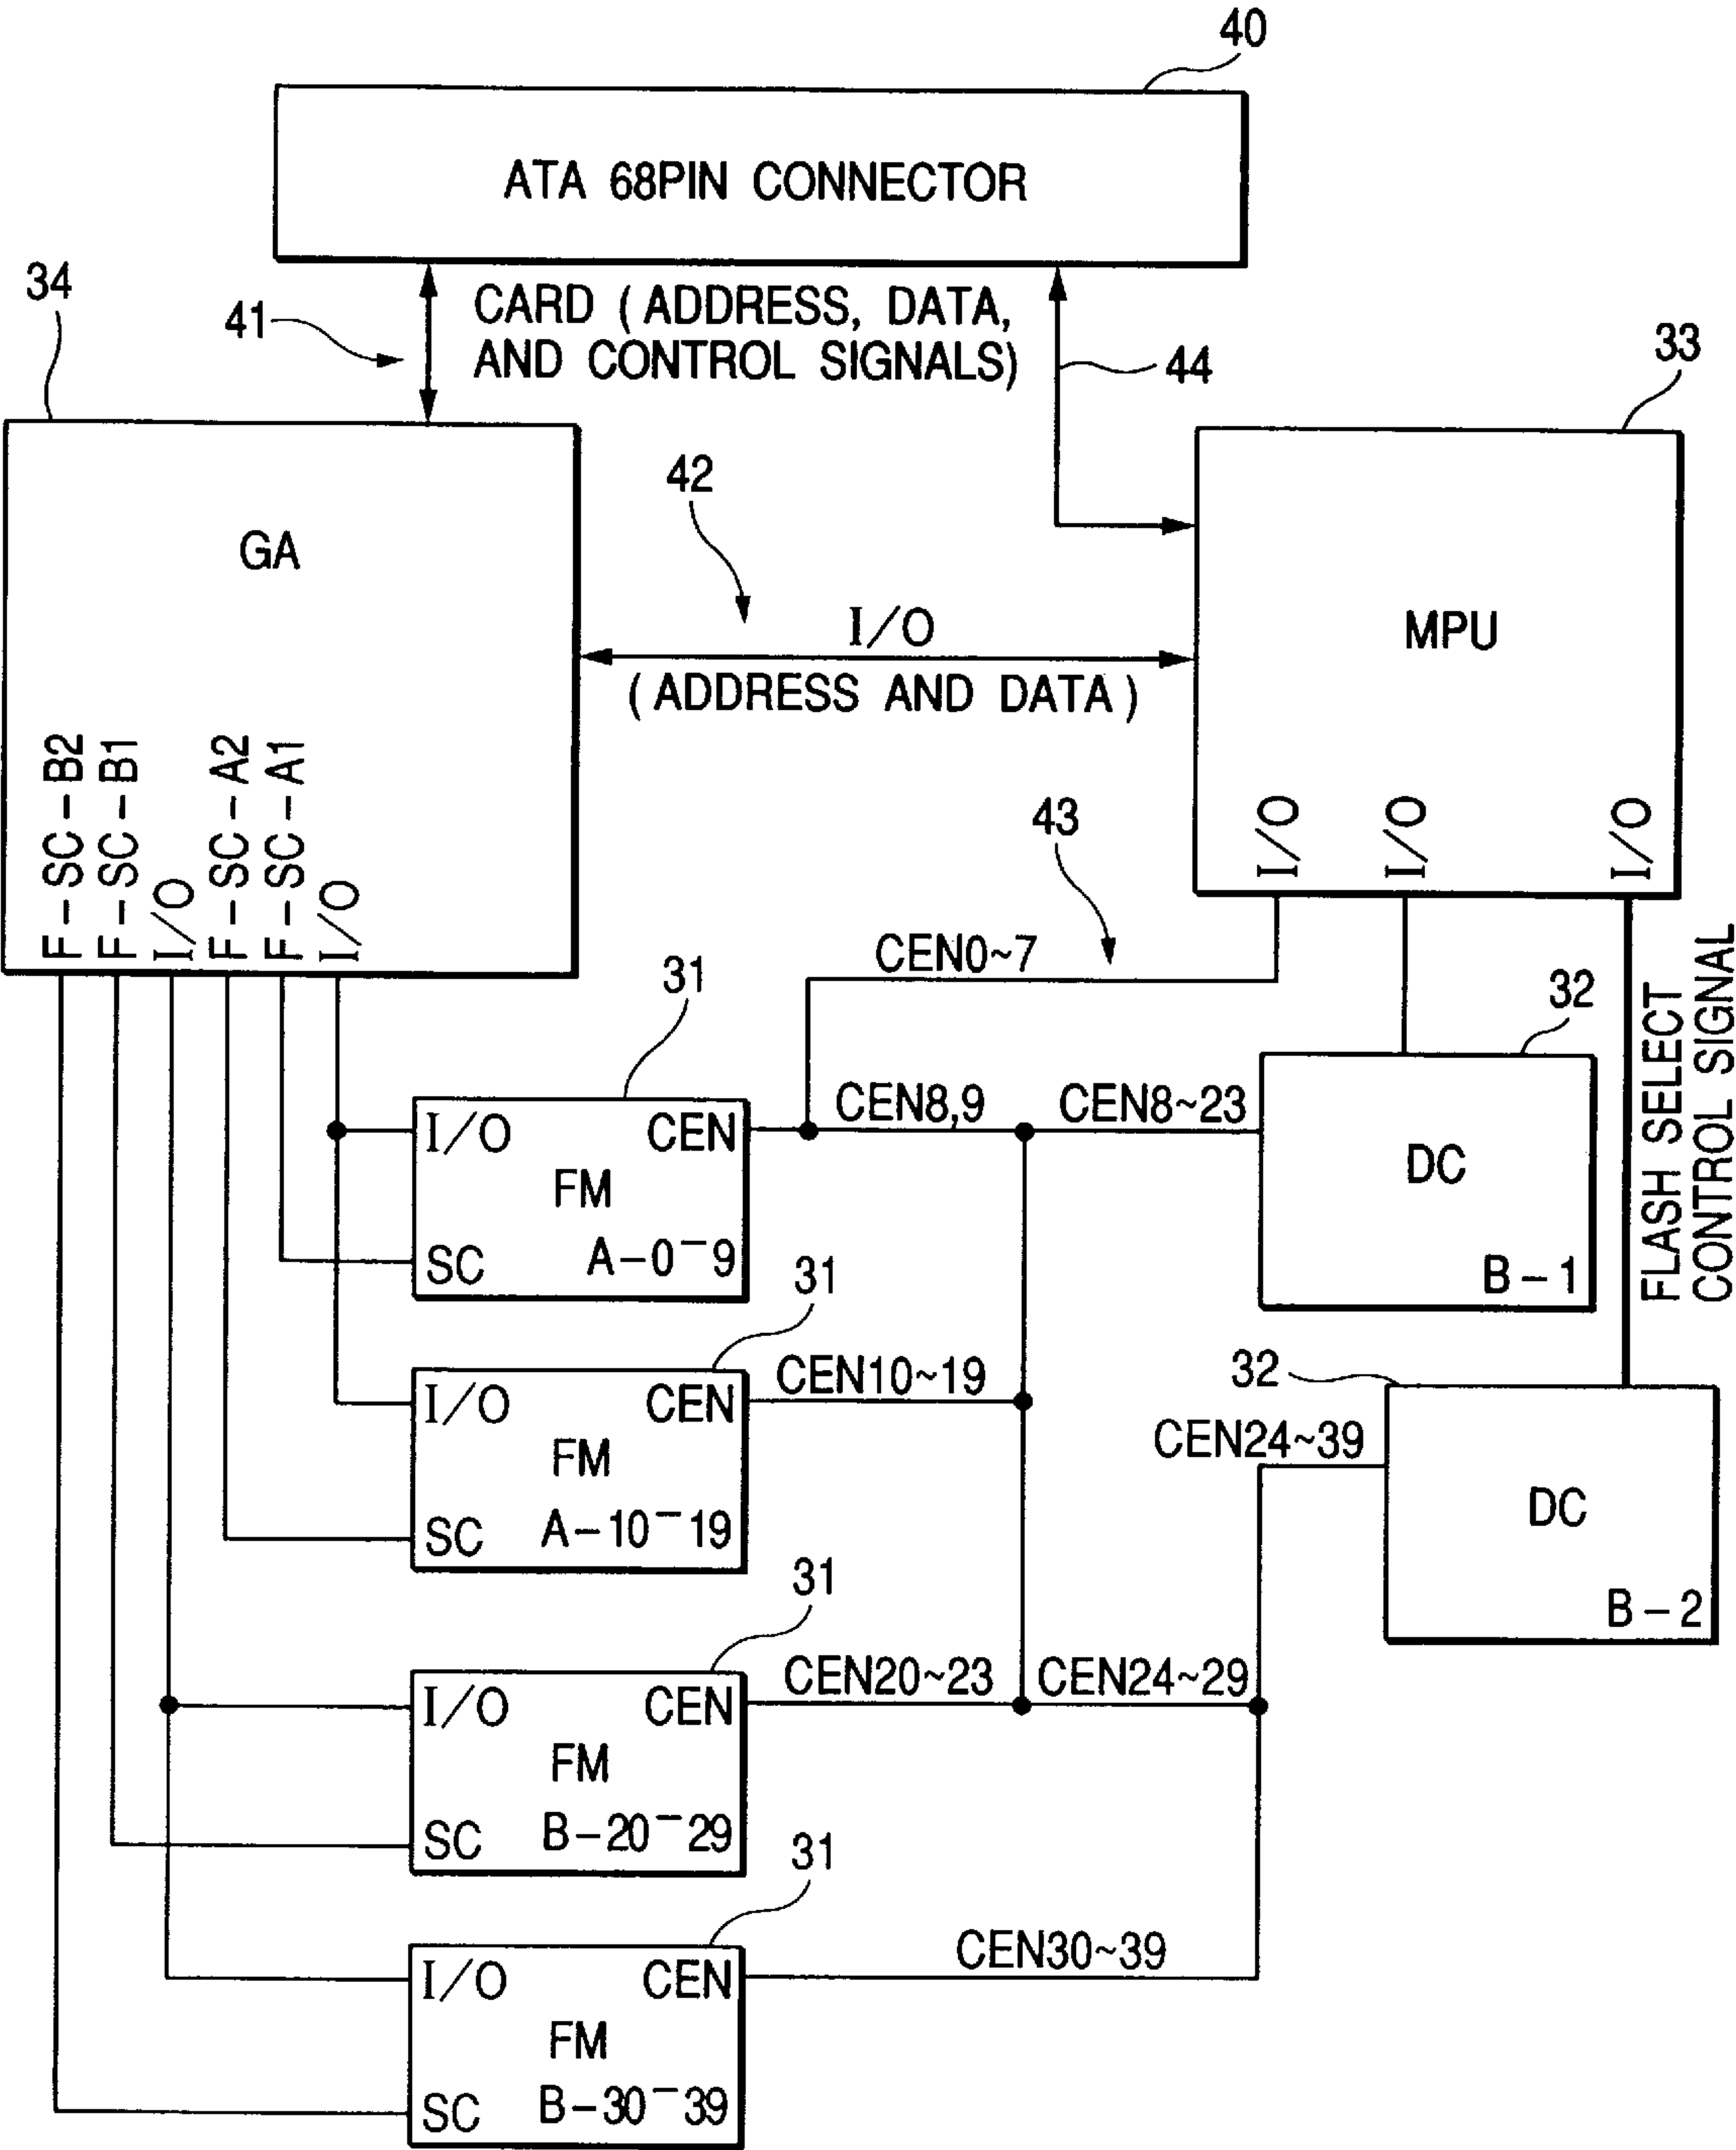 40
ATA 68PIN CONNECTOR
34
41
CARD (ADDRESS, DATA,
AND CONTROL SIGNALS)
44
33
42
GA
I/O
(ADDRESS AND DATA)
MPU
F-SC-B2
F-SC-B1
I/O
F-SC-A2
F-SC-A1
I/O
I/O
I/O
I/O
43
CEN0~7
31
32
FLASH SELECT
CONTROL SIGNAL
I/O
CEN
FM
SC
A-0-9
CEN8,9
CEN8~23
DC
B-1
31
32
I/O
CEN
FM
SC
A-10-19
CEN10~19
CEN24~39
DC
B-2
31
I/O
CEN
FM
SC
B-20-29
CEN20~23
CEN24~29
31
I/O
CEN
FM
SC
B-30-39
CEN30~39